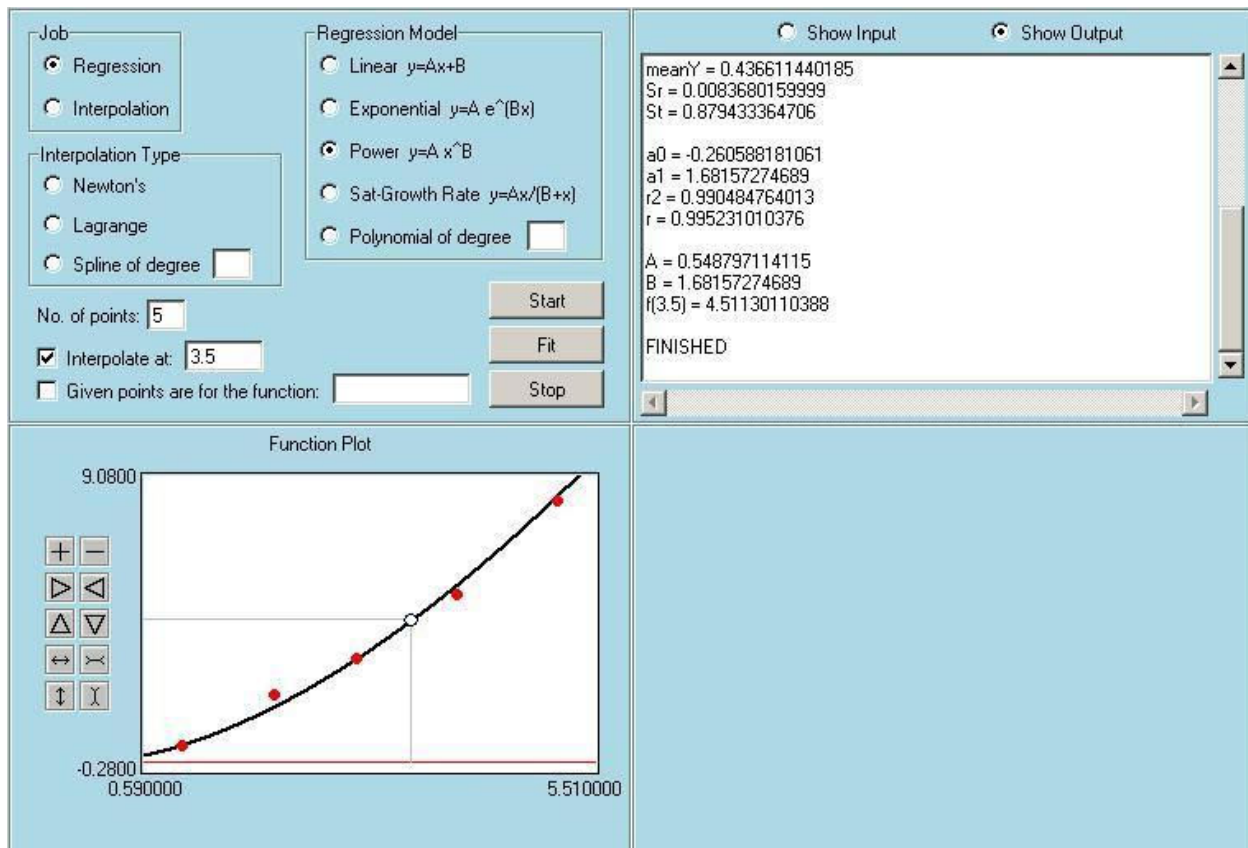 Job
Regression
Interpolation
Interpolation Type
Newton's
Lagrange
Spline of degree
Regression Model
Linear y=Ax+B
Exponential y=A e^(Bx)
Power y=A x^B
Sat-Growth Rate y=Ax/(B+x)
Polynomial of degree
No. of points: 5
Interpolate at: 3.5
Given points are for the function:
Start
Fit
Stop
Show Input
Show Output
meanY = 0.436611440185
Sr = 0.0083680159999
St = 0.879433364706
a0 = -0.260588181061
a1 = 1.68157274689
r2 = 0.990484764013
r = 0.995231010376
A = 0.548797114115
B = 1.68157274689
f(3.5) = 4.51130110388
FINISHED
Function Plot
9.0800
-0.2800
0.590000
5.510000